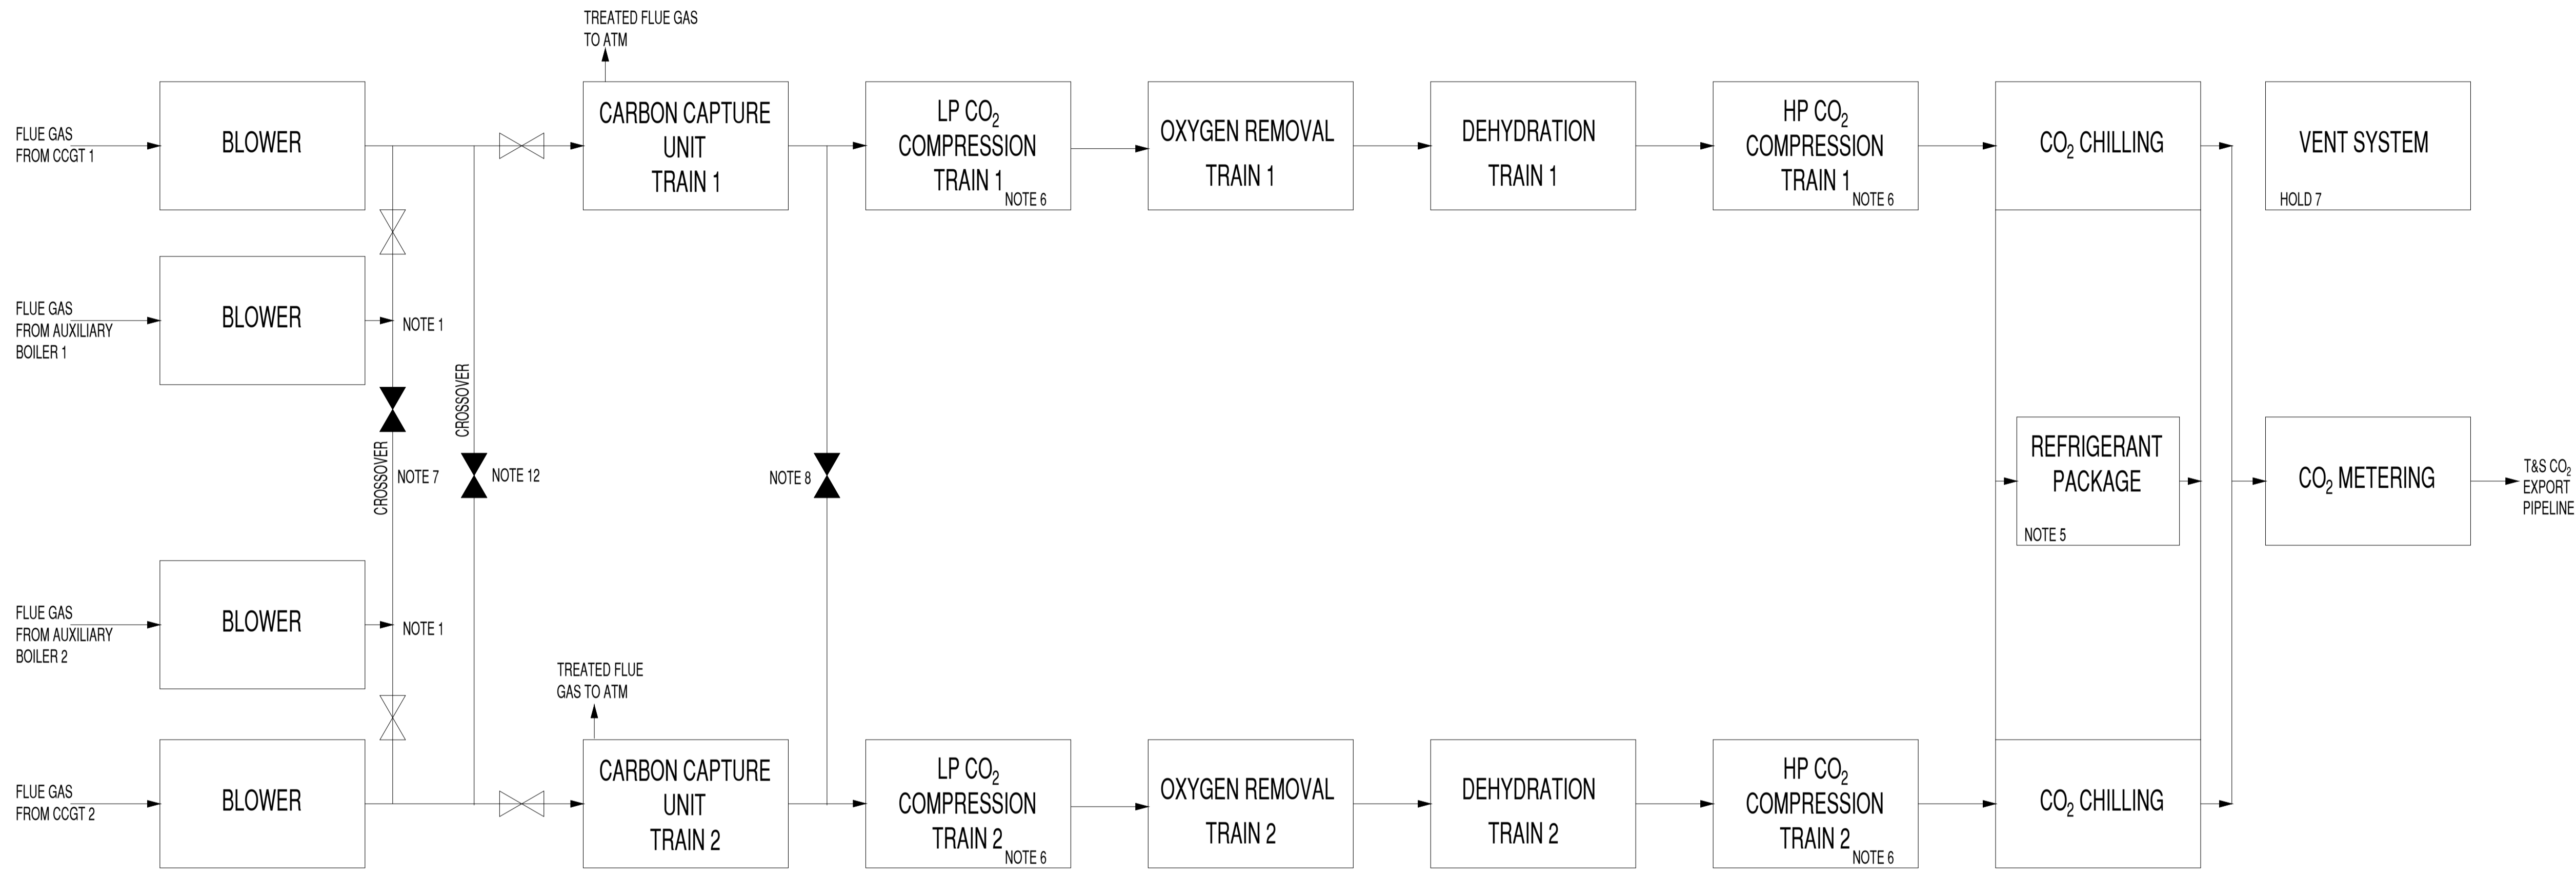 TREATED FLUE GAS
TO ATM
FLUE GAS
FROM CCGT 1
BLOWER
CARBON CAPTURE
UNIT
TRAIN 1
LP CO₂
COMPRESSION
TRAIN 1
NOTE 6
OXYGEN REMOVAL
TRAIN 1
DEHYDRATION
TRAIN 1
HP CO₂
COMPRESSION
TRAIN 1
NOTE 6
CO₂ CHILLING
VENT SYSTEM
HOLD 7
FLUE GAS
FROM AUXILIARY
BOILER 1
BLOWER
NOTE 1
CROSSOVER
NOTE 7
CROSSOVER
NOTE 12
NOTE 8
REFRIGERANT
PACKAGE
NOTE 5
CO₂ METERING
T&S CO₂
EXPORT
PIPELINE
FLUE GAS
FROM AUXILIARY
BOILER 2
BLOWER
NOTE 1
TREATED FLUE
GAS TO ATM
FLUE GAS
FROM CCGT 2
BLOWER
CARBON CAPTURE
UNIT
TRAIN 2
LP CO₂
COMPRESSION
TRAIN 2
NOTE 6
OXYGEN REMOVAL
TRAIN 2
DEHYDRATION
TRAIN 2
HP CO₂
COMPRESSION
TRAIN 2
NOTE 6
CO₂ CHILLING